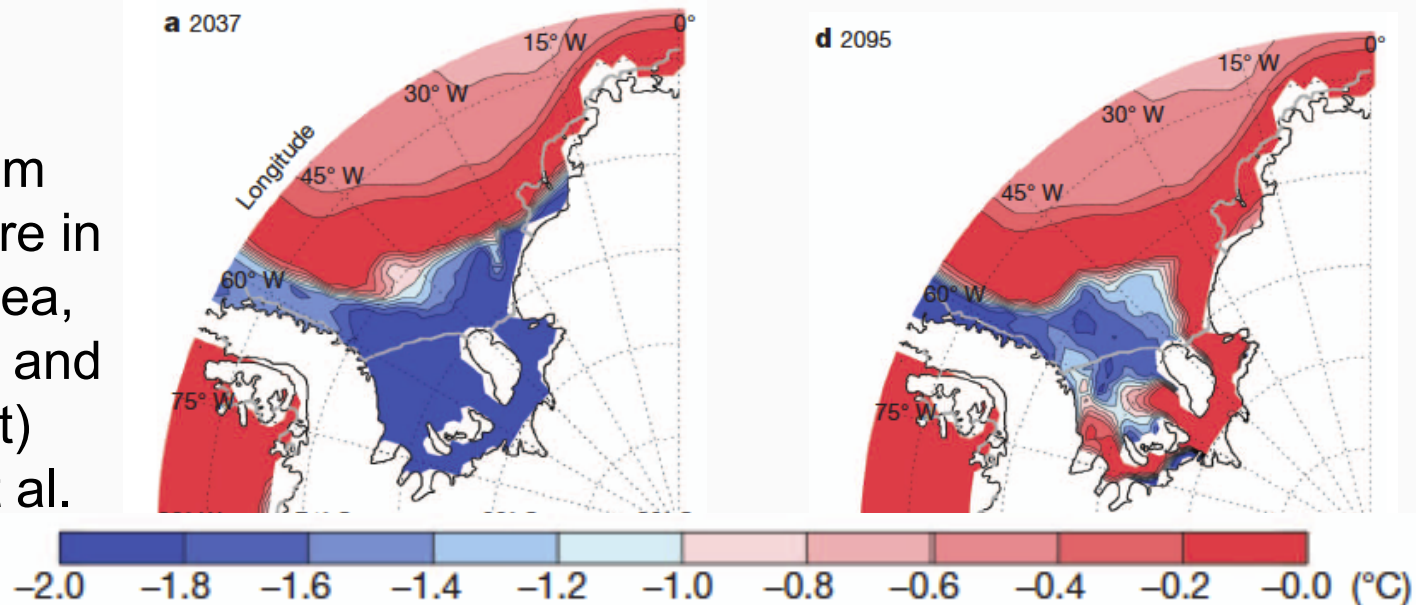 m
re in
ea,
and
t)
t al.
a 2037
0°
15° W
30° W
Longitude
45° W
60° W
75° W
d 2095
0°
15° W
30° W
45° W
60° W
75° W
−2.0 −1.8 −1.6 −1.4 −1.2 −1.0 −0.8 −0.6 −0.4 −0.2 −0.0 (°C)